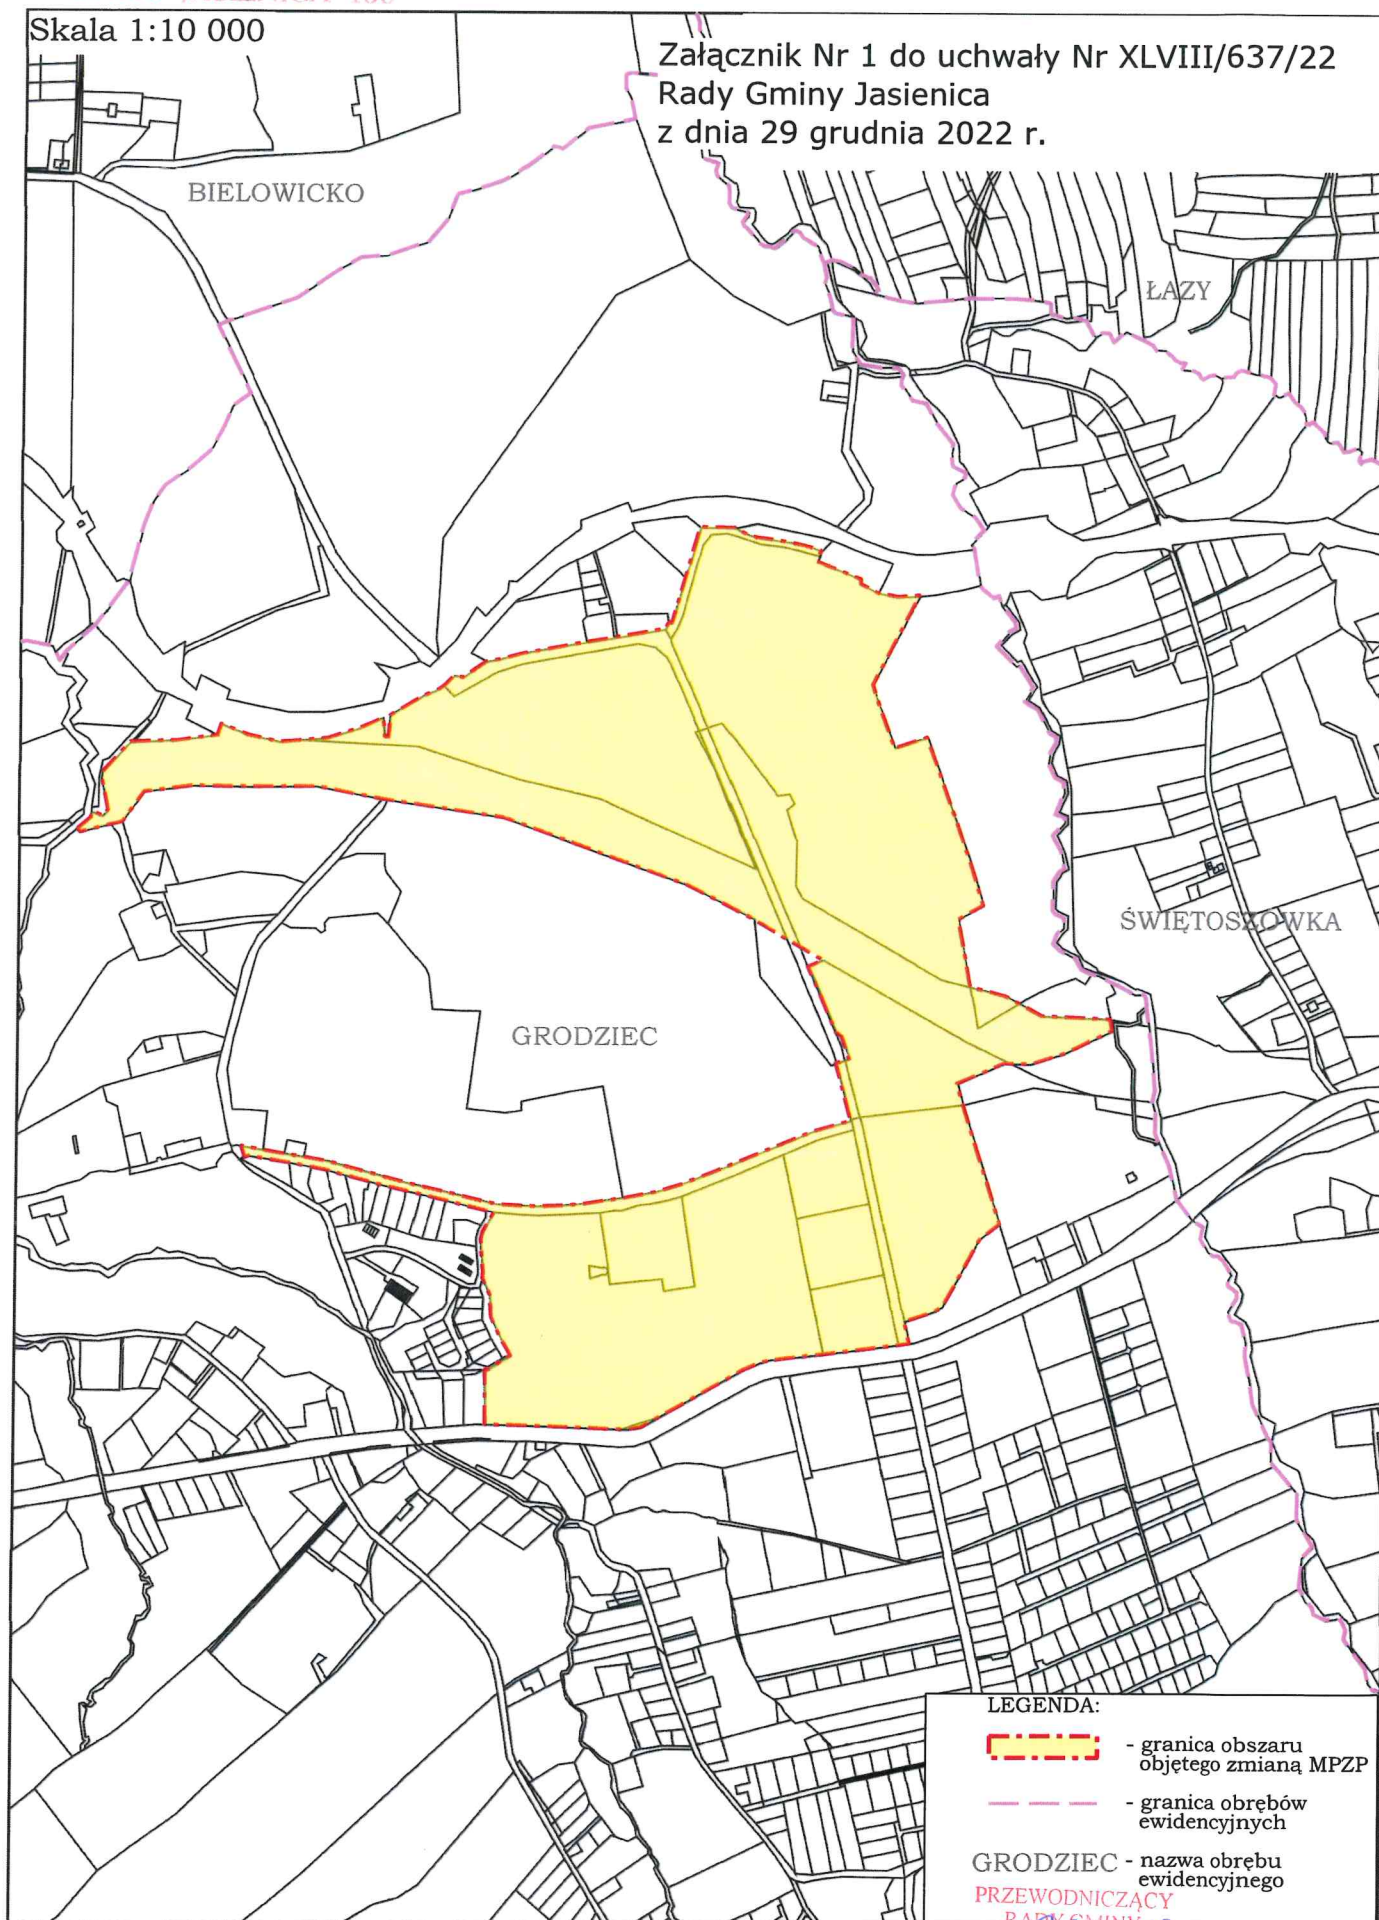 Skala 1:10 000
Załącznik Nr 1 do uchwały Nr XLVIII/637/22
Rady Gminy Jasienica
z dnia 29 grudnia 2022 r.
BIELOWICKO
ŁAZY
ŚWIĘTOSZÓWKA
GRODZIEC
LEGENDA:
- granica obszaru
objętego zmianą MPZP
- granica obrębów
ewidencyjnych
GRODZIEC - nazwa obrębu
ewidencyjnego
PRZEWODNICZĄCY
RADY GMINY